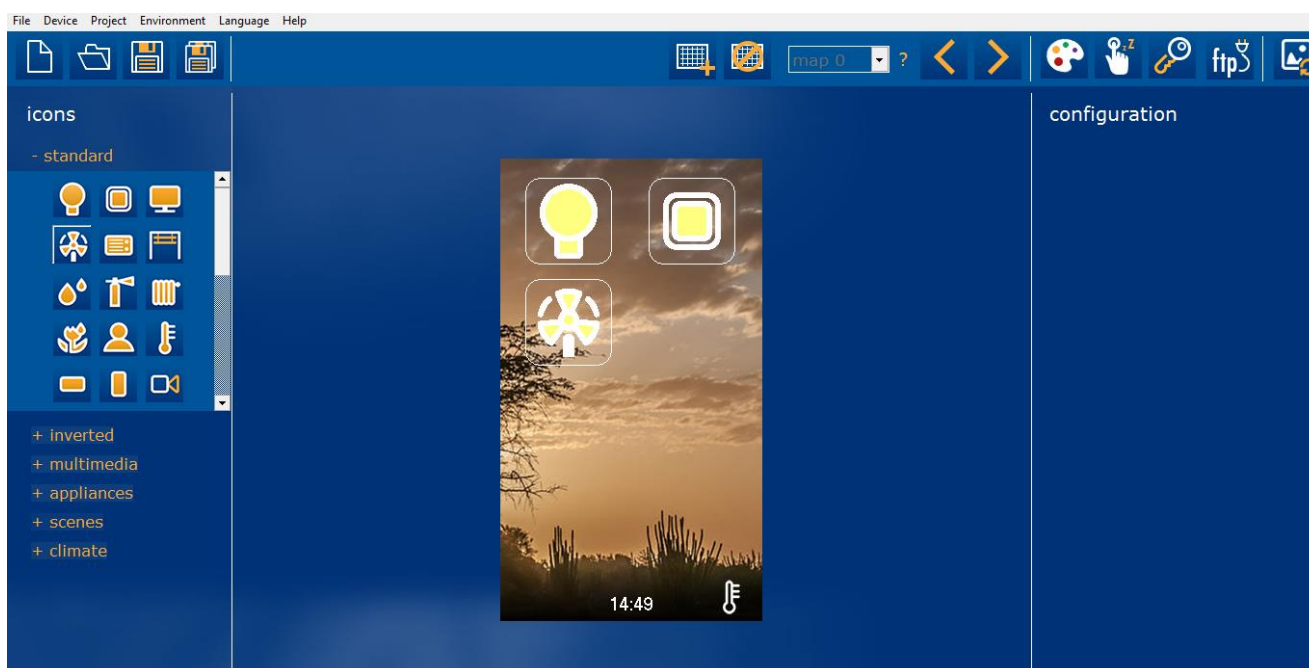 File Device Project Environment Language Help
map 0 ? ftp
icons
configuration
- standard
+ inverted
+ multimedia
+ appliances
+ scenes
+ climate
14:49